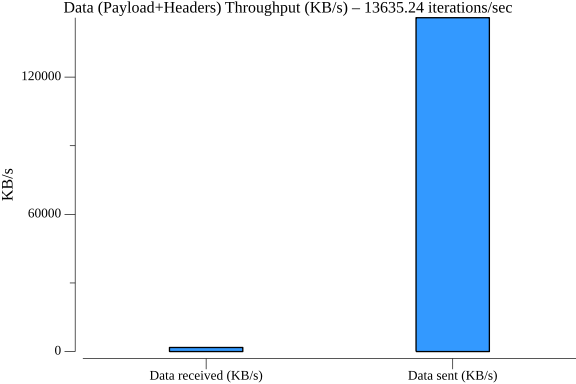 Data (Payload+Headers) Throughput (KB/s) – 13635.24 iterations/sec
120000
60000
0
KB/s
Data received (KB/s)
Data sent (KB/s)